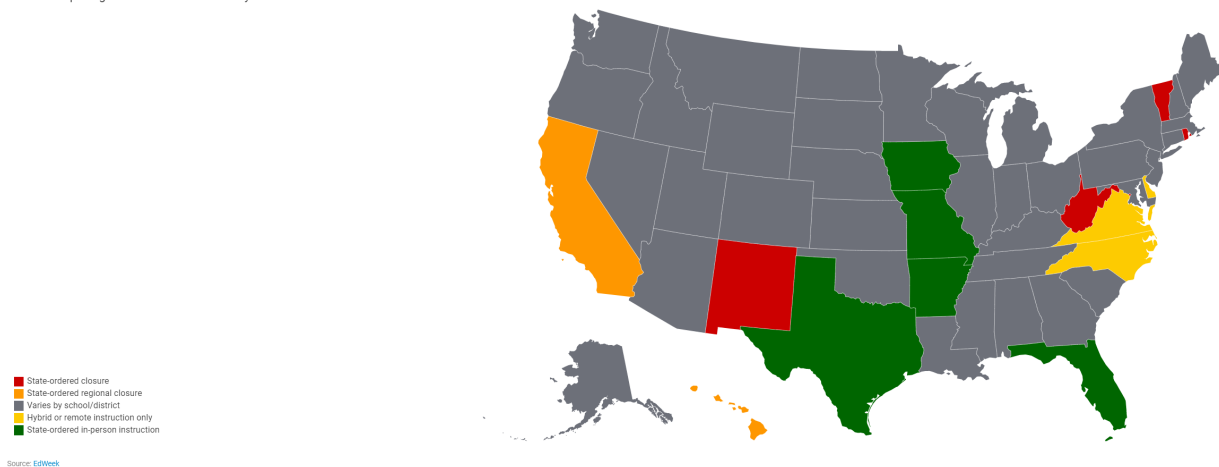 State-ordered closure
State-ordered regional closure
Varies by school/district
Hybrid or remote instruction only
State-ordered in-person instruction
Source: EdWeek